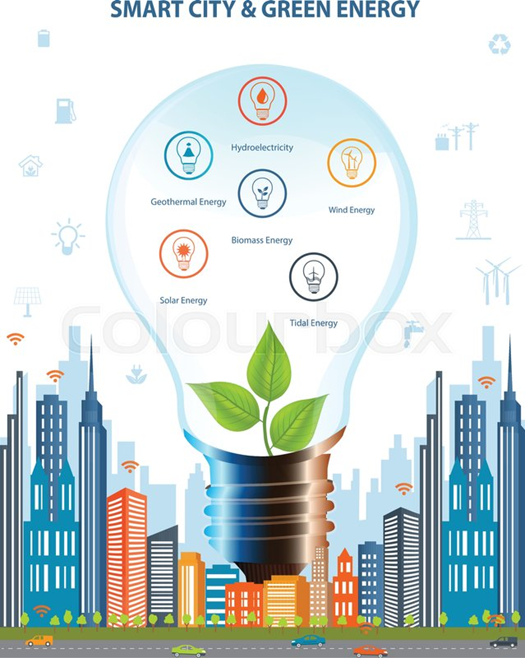 SMART CITY & GREEN ENERGY
Hydroelectricity
Geothermal Energy
Wind Energy
Biomass Energy
Solar Energy
Tidal Energy
Colourbox